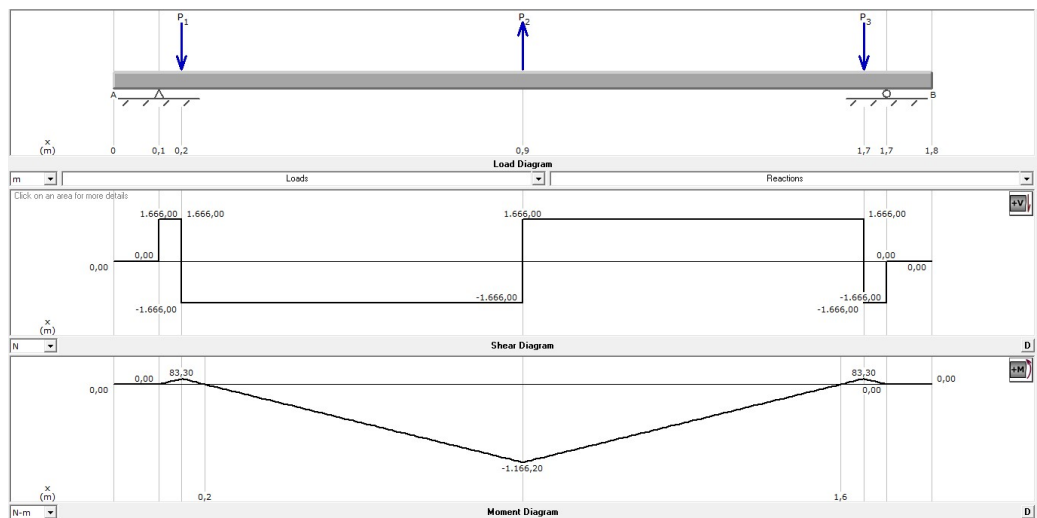 P1 P2 P3
A B
x
(m) 0 0,1 0,2 0,9 1,7 1,7 1,8
Load Diagram
m Loads Reactions
Click on an area for more details
+V
1.666,00 1.666,00 1.666,00 1.666,00
0,00 0,00 0,00 0,00
-1.666,00 -1.666,00 -1.666,00 -1.666,00
x
(m)
N Shear Diagram D
+M
83,30 83,30
0,00 0,00 0,00 0,00
-1.166,20
x
(m) 0,2 1,6
N-m Moment Diagram D